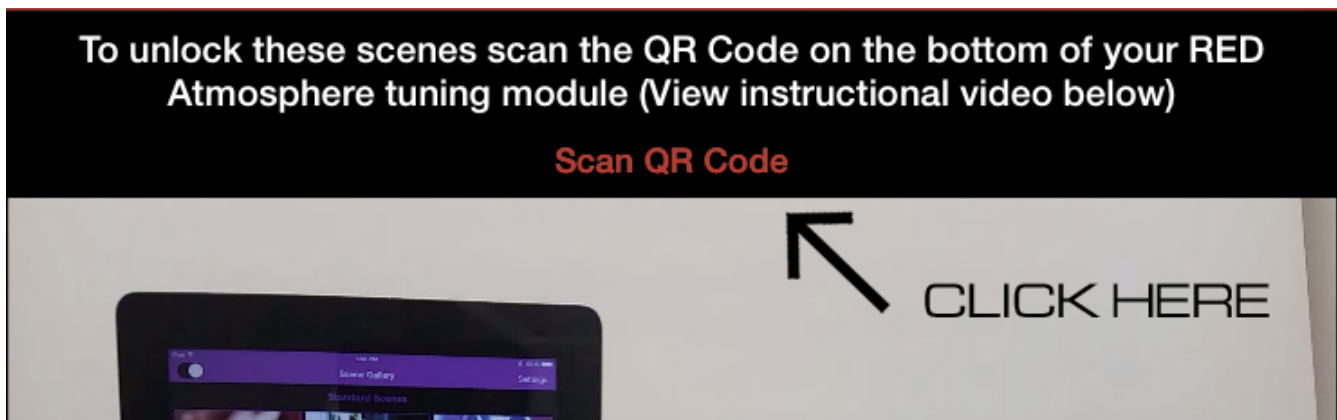 To unlock these scenes scan the QR Code on the bottom of your RED
Atmosphere tuning module (View instructional video below)
Scan QR Code
CLICK HERE
Scene Gallery
Settings
Standard Scenes